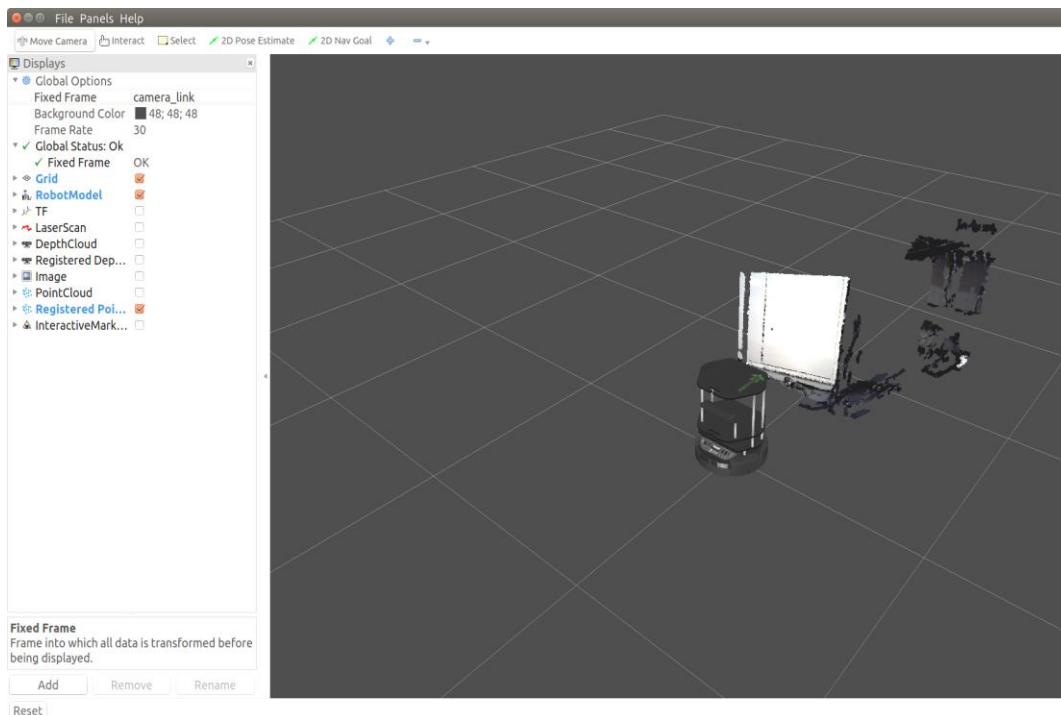 File Panels Help
Move Camera Interact Select 2D Pose Estimate 2D Nav Goal
Displays
Global Options
Fixed Frame camera_link
Background Color 48; 48; 48
Frame Rate 30
Global Status: Ok
Fixed Frame OK
Grid
RobotModel
TF
LaserScan
DepthCloud
Registered Dep...
Image
PointCloud
Registered Poi...
InteractiveMark...
Fixed Frame
Frame into which all data is transformed before
being displayed.
Add Remove Rename
Reset